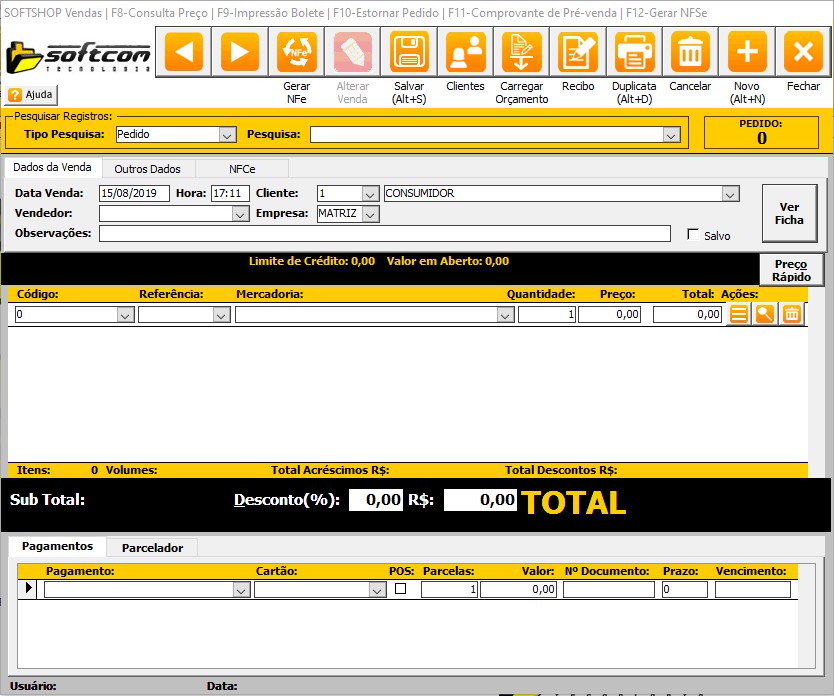 SOFTSHOP Vendas | F8-Consulta Preço | F9-Impressão Bolete | F10-Estornar Pedido | F11-Comprovante de Pré-venda | F12-Gerar NFSe
softcom
TECNOLOGIA
NFe
Gerar NFe
Alterar Venda
Salvar (Alt+S)
Clientes
Carregar Orçamento
Recibo
Duplicata (Alt+D)
Cancelar
Novo (Alt+N)
Fechar
? Ajuda
Pesquisar Registros:
Tipo Pesquisa: Pedido Pesquisa:
PEDIDO:
0
Dados da Venda Outros Dados NFCe
Data Venda: 15/08/2019 Hora: 17:11 Cliente: 1 CONSUMIDOR
Vendedor: Empresa: MATRIZ
Ver Ficha
Observações: Salvo
Limite de Crédito: 0,00 Valor em Aberto: 0,00
Preço Rápido
Código: Referência: Mercadoria: Quantidade: Preço: Total: Ações:
0 1 0,00 0,00
Itens: 0 Volumes: Total Acréscimos R$: Total Descontos R$:
Sub Total: Desconto(%): 0,00 R$: 0,00 TOTAL
Pagamentos Parcelador
Pagamento: Cartão: POS: Parcelas: Valor: Nº Documento: Prazo: Vencimento:
1 0,00 0
Usuário: Data: